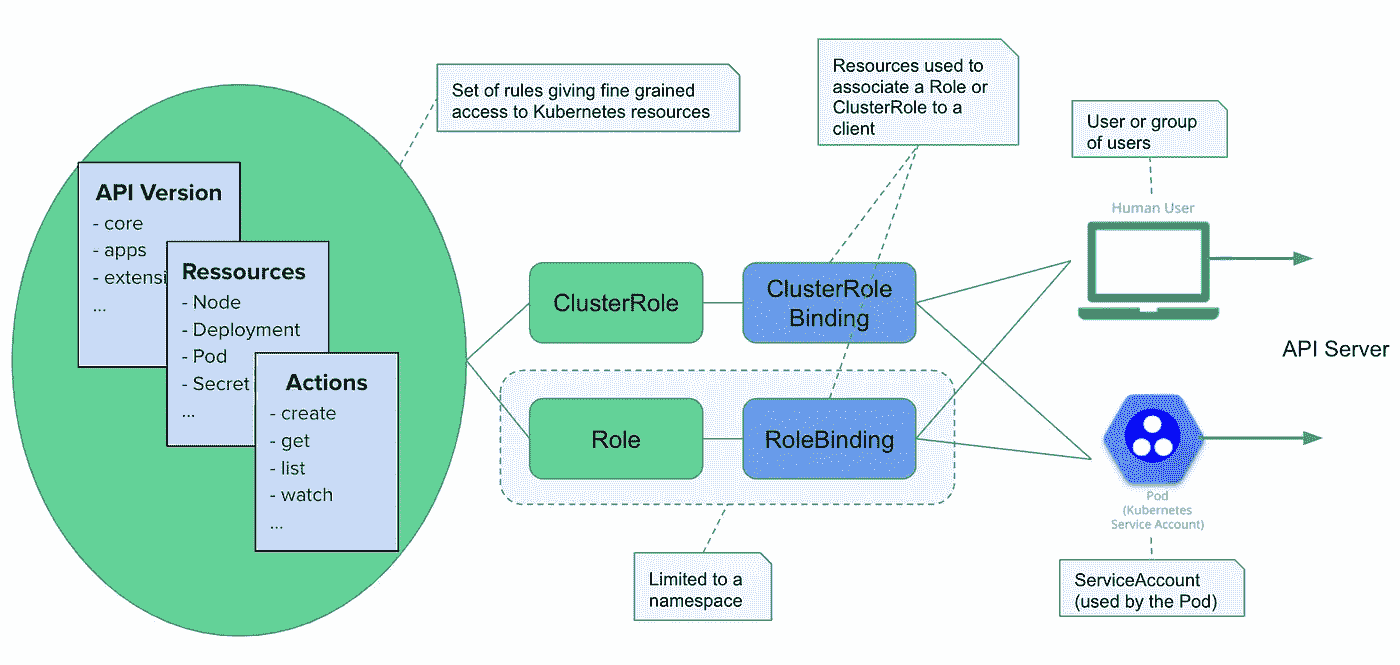 Set of rules giving fine grained
access to Kubernetes resources
Resources used to
associate a Role or
ClusterRole to a
client
User or group
of users
API Version
- core
- apps
- extensi
...
Ressources
- Node
- Deployment
- Pod
- Secret
...
Actions
- create
- get
- list
- watch
...
ClusterRole
ClusterRole
Binding
Role
RoleBinding
Limited to a
namespace
Human User
API Server
Pod
(Kubernetes
Service Account)
ServiceAccount
(used by the Pod)